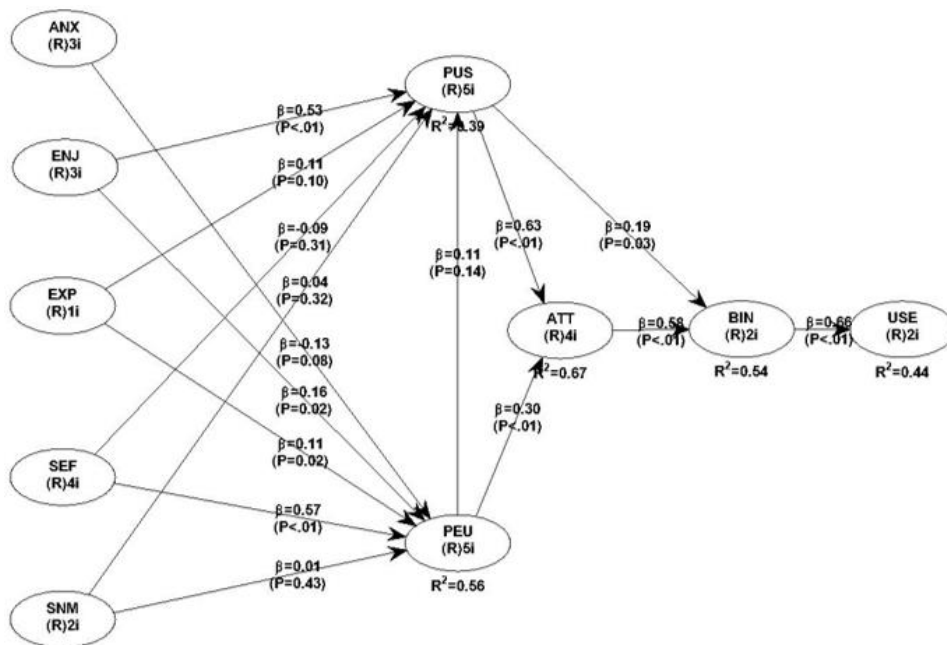 ANX
(R)3i
PUS
(R)5i
R²=0.39
β=0.53
(P<.01)
ENJ
(R)3i
β=0.11
(P=0.10)
β=-0.09
(P=0.31)
β=0.63
(P<.01)
β=0.19
(P=0.03)
β=0.11
(P=0.14)
EXP
(R)1i
β=0.04
(P=0.32)
ATT
(R)4i
R²=0.67
β=0.58
(P<.01)
BIN
(R)2i
R²=0.54
β=0.66
(P<.01)
USE
(R)2i
R²=0.44
β=-0.13
(P=0.08)
β=0.16
(P=0.02)
β=0.30
(P<.01)
β=0.11
(P=0.02)
SEF
(R)4i
β=0.57
(P<.01)
PEU
(R)5i
R²=0.56
β=0.01
(P=0.43)
SNM
(R)2i